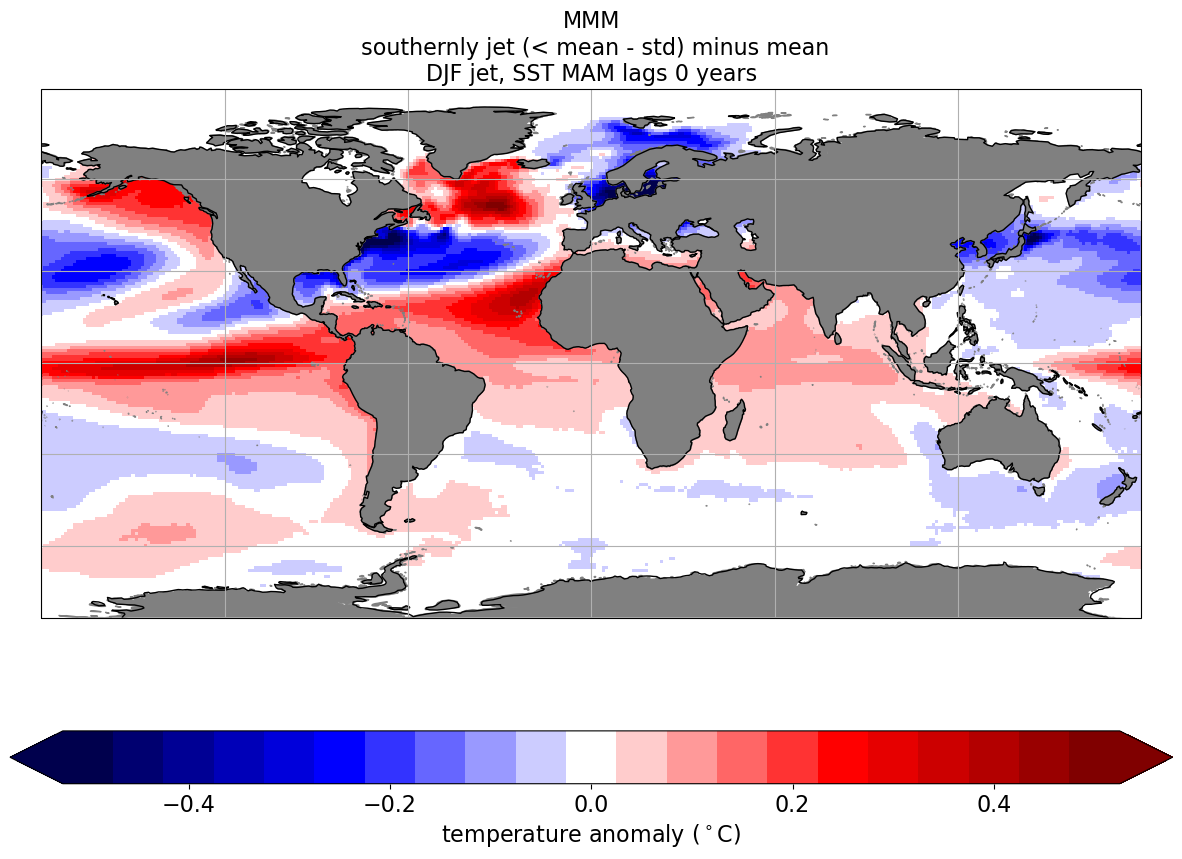 MMM
southernly jet (< mean - std) minus mean
DJF jet, SST MAM lags 0 years
−0.4 −0.2 0.0 0.2 0.4
temperature anomaly (°C)